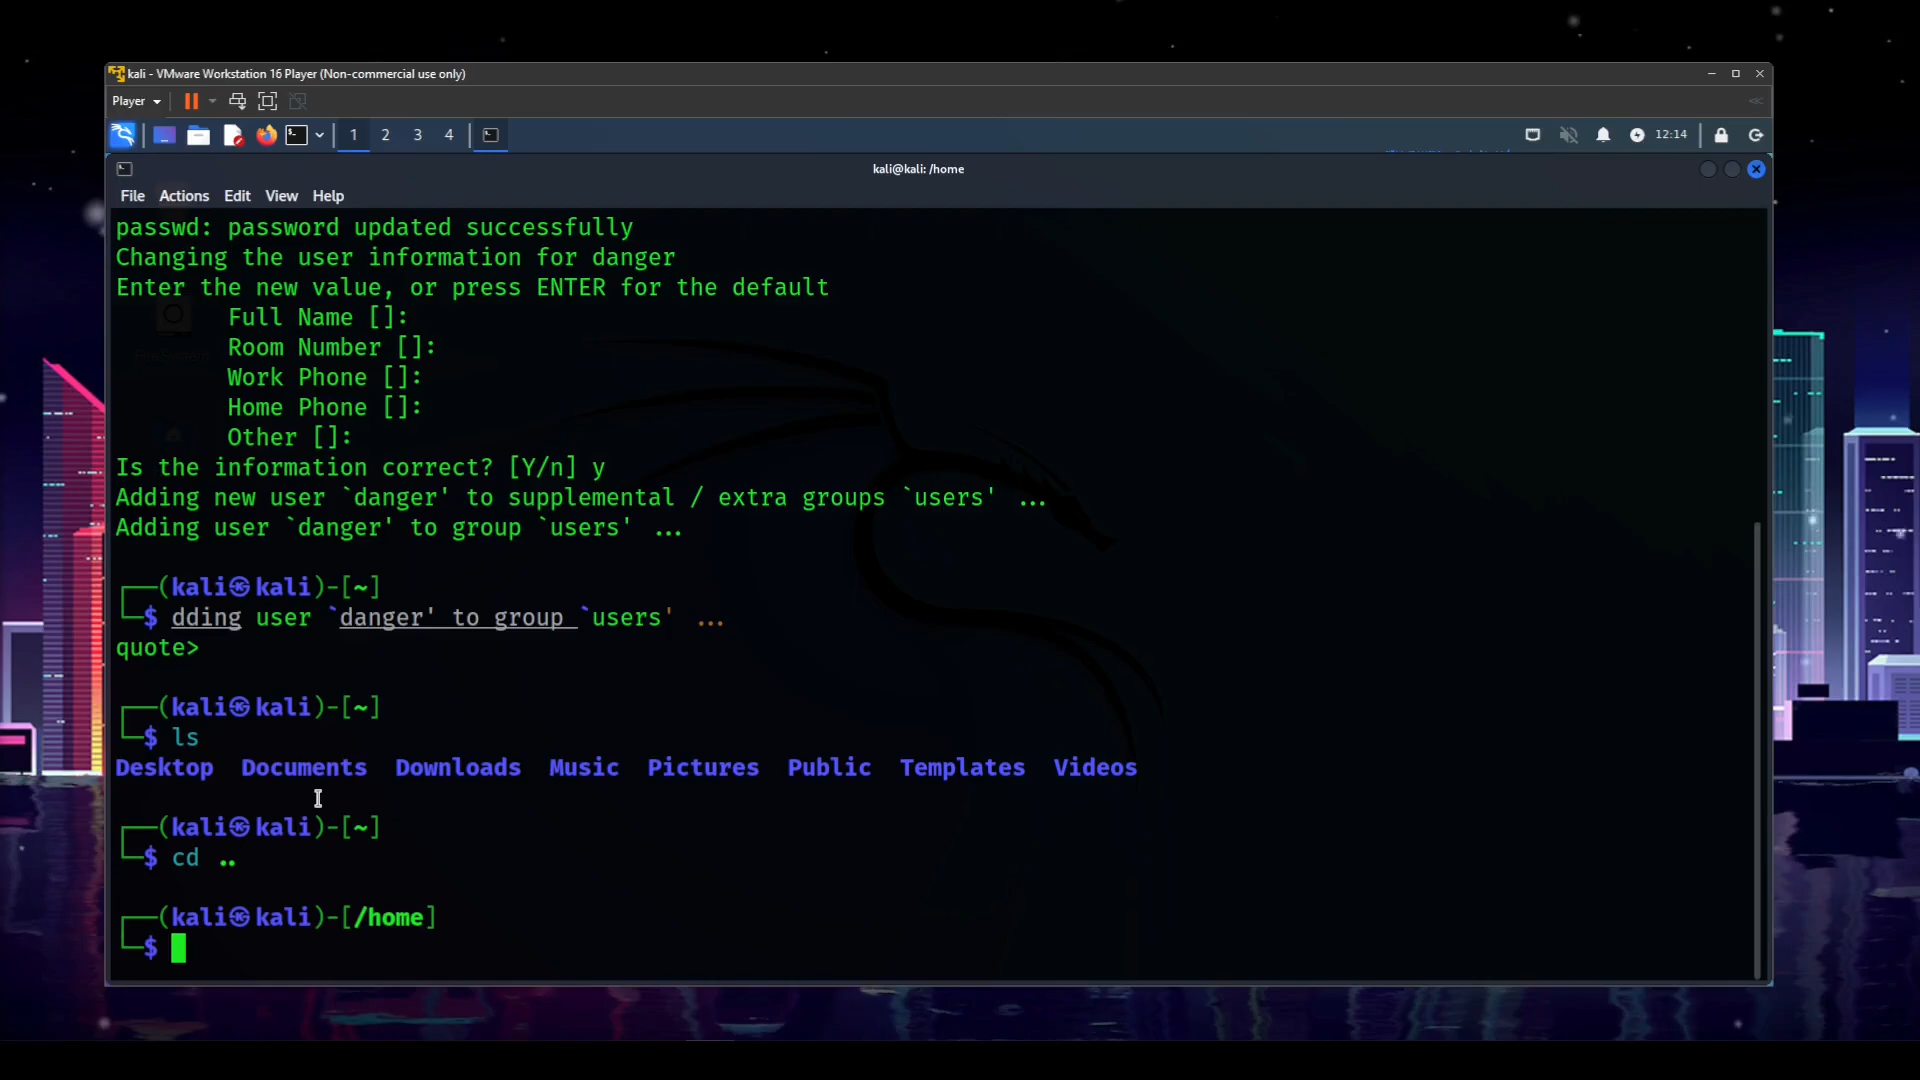 kali - VMware Workstation 16 Player (Non-commercial use only)
Player
1 2 3 4 12:14
kali@kali: /home
File Actions Edit View Help
passwd: password updated successfully
Changing the user information for danger
Enter the new value, or press ENTER for the default
Full Name []:
Room Number []:
Work Phone []:
Home Phone []:
Other []:
Is the information correct? [Y/n] y
Adding new user `danger' to supplemental / extra groups `users' ...
Adding user `danger' to group `users' ...
┌──(kali㉿kali)-[~]
└─$ dding user `danger' to group `users' ...
quote>
┌──(kali㉿kali)-[~]
└─$ ls
Desktop Documents Downloads Music Pictures Public Templates Videos
┌──(kali㉿kali)-[~]
└─$ cd ..
┌──(kali㉿kali)-[/home]
└─$